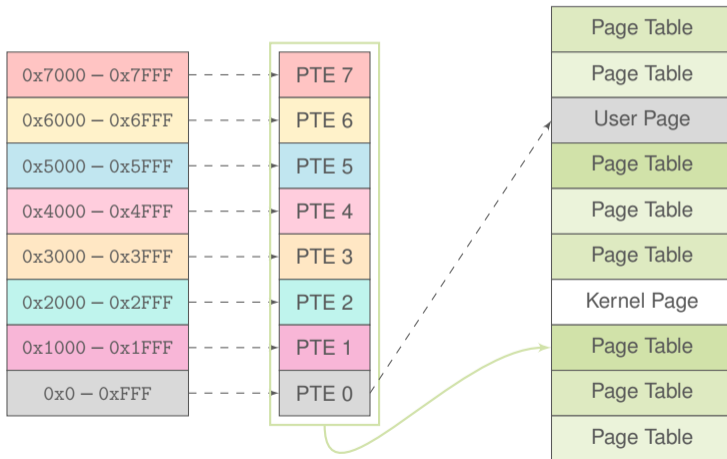 0x7000 – 0x7FFF
0x6000 – 0x6FFF
0x5000 – 0x5FFF
0x4000 – 0x4FFF
0x3000 – 0x3FFF
0x2000 – 0x2FFF
0x1000 – 0x1FFF
0x0 – 0xFFF
PTE 7
PTE 6
PTE 5
PTE 4
PTE 3
PTE 2
PTE 1
PTE 0
Page Table
Page Table
User Page
Page Table
Page Table
Page Table
Kernel Page
Page Table
Page Table
Page Table